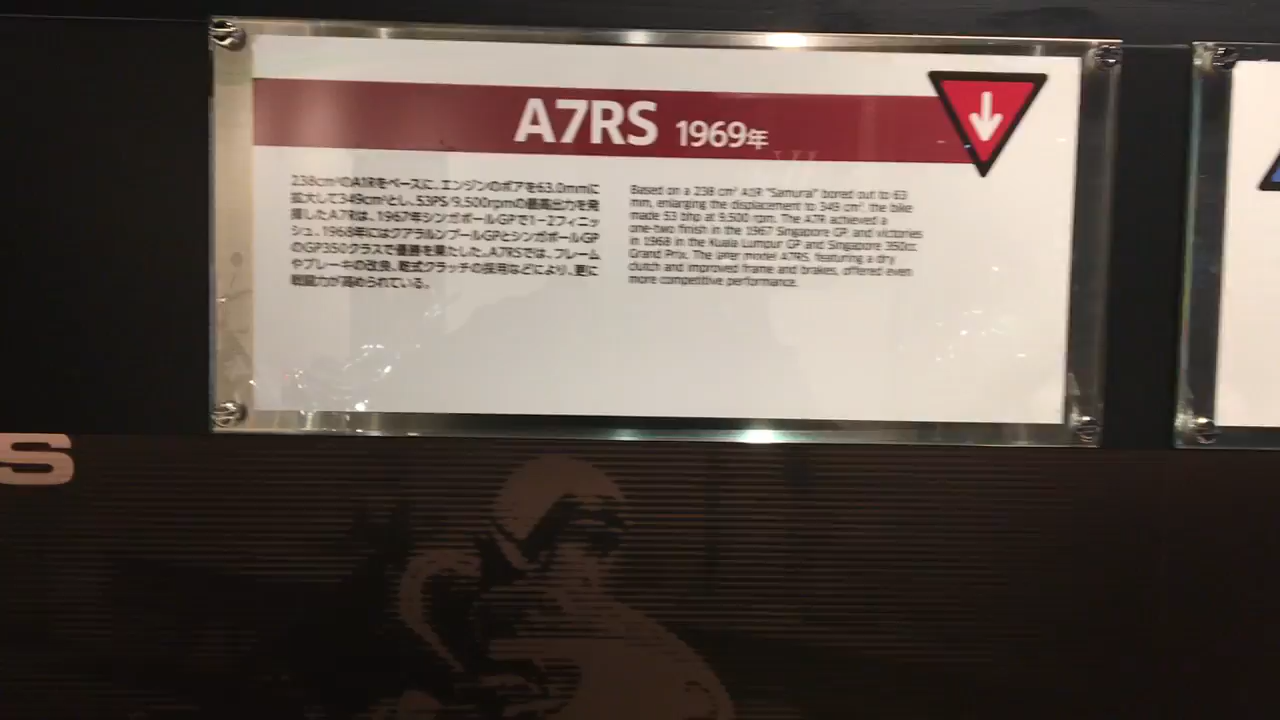 A7RS 1969年
238cm³のA1Rをベースに、エンジンのボアを63.0mmに
拡大して349cm³とし、53PS/9,500rpmの最高出力を発
揮したA7Rは、1967年シンガポールGPで1-2フィニッ
シュ、1968年にはクアラルンプールGPとシンガポールGP
のGP350クラスで優勝を果たした。A7RSでは、フレーム
やブレーキの改良、乾式クラッチの採用などにより、更に
戦闘力が高められている。
Based on a 238 cm³ A1R "Samurai" bored out to 63
mm, enlarging the displacement to 349 cm³, the bike
made 53 bhp at 9,500 rpm. The A7R achieved a
one-two finish in the 1967 Singapore GP and victories
in 1968 in the Kuala Lumpur GP and Singapore 350cc
Grand Prix. The later model A7RS, featuring a dry
clutch and improved frame and brakes, offered even
more competitive performance.
S